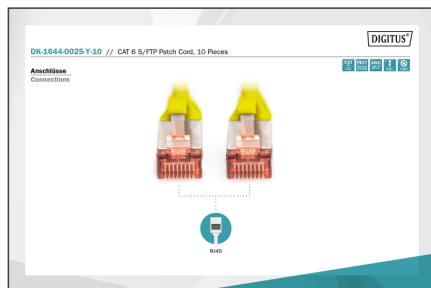 DIGITUS®
DK-1644-0025-Y-10 // CAT 6 S/FTP Patch Cord, 10 Pieces
Anschlüsse
Connections
RJ45